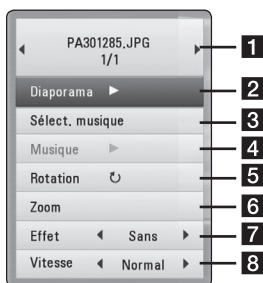 PA301285.JPG 1
1/1
Diaporama 2
Sélect. musique 3
Musique 4
Rotation 5
Zoom 6
Effet Sans 7
Vitesse Normal 8